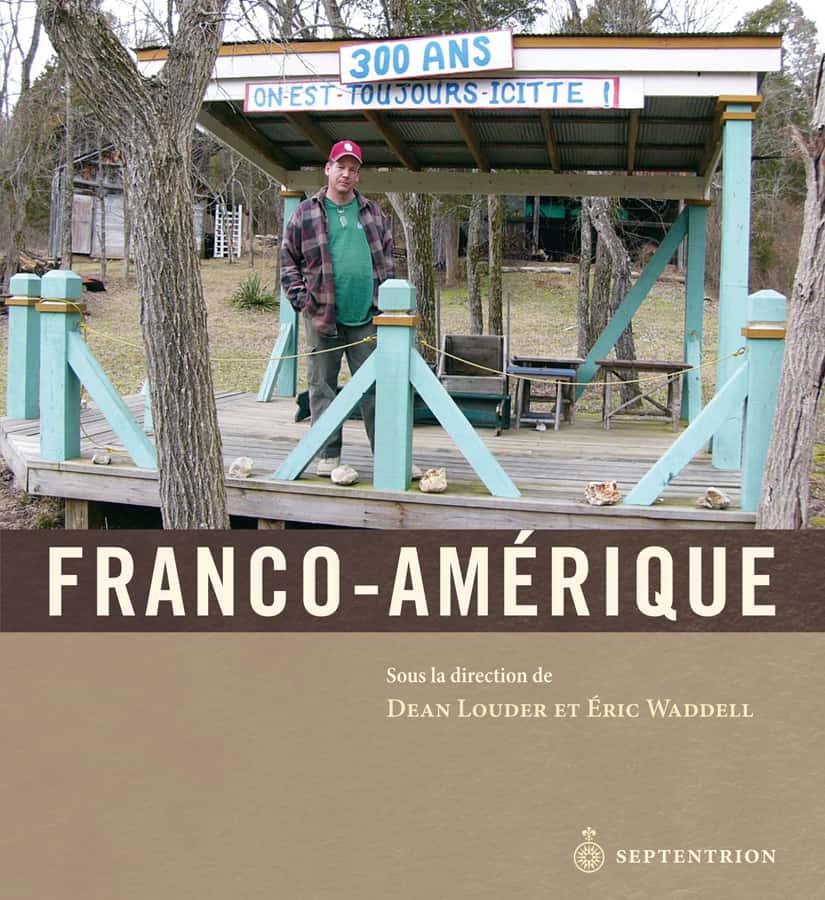 300 ANS
ON-EST-TOUJOURS-ICITTE !
FRANCO-AMÉRIQUE
Sous la direction de
DEAN LOUDER ET ÉRIC WADDELL
SEPTENTRION